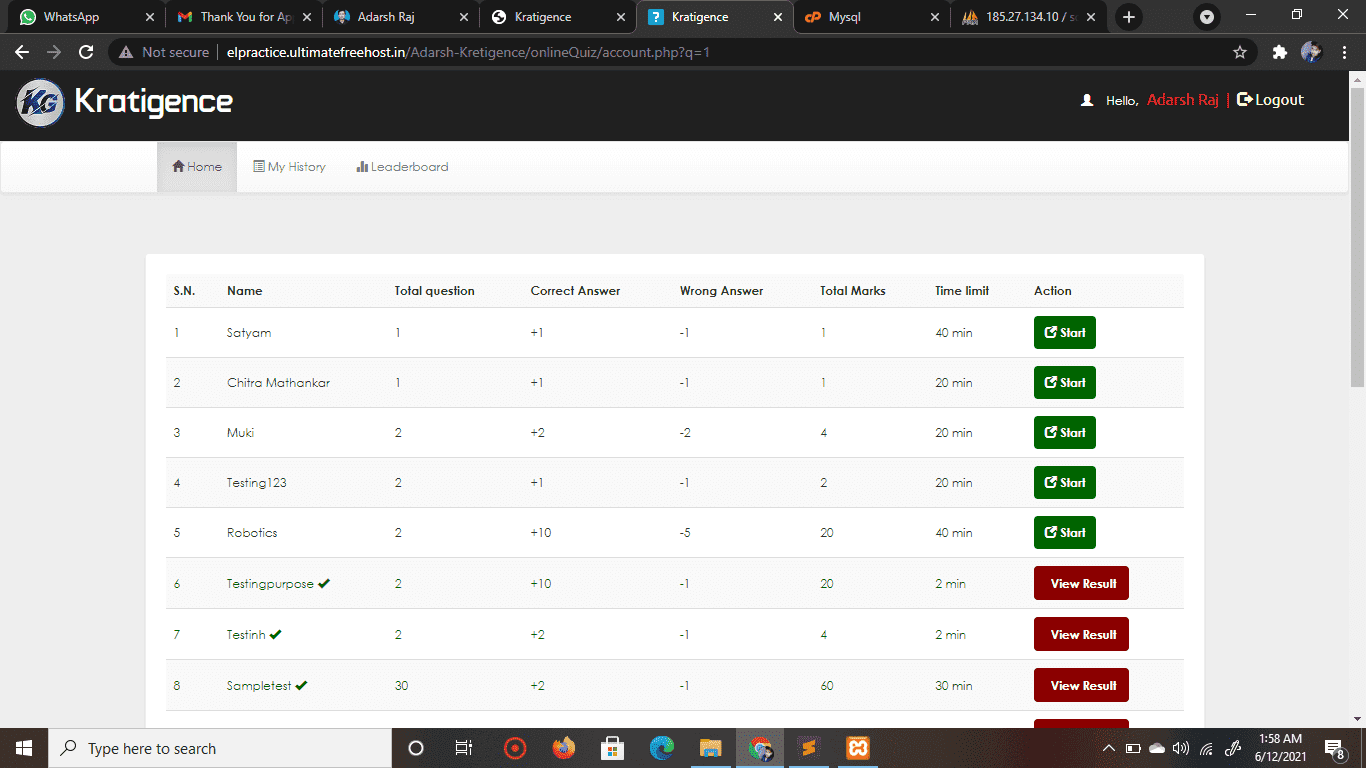 WhatsApp
Thank You for Ap
Adarsh Raj
Kratigence
Kratigence
Mysql
185.27.134.10 / s
Not secure elpractice.ultimatefreehost.in/Adarsh-Kretigence/onlineQuiz/account.php?q=1
KG Kratigence
Hello, Adarsh Raj | Logout
Home My History Leaderboard
S.N. Name Total question Correct Answer Wrong Answer Total Marks Time limit Action
1 Satyam 1 +1 -1 1 40 min Start
2 Chitra Mathankar 1 +1 -1 1 20 min Start
3 Muki 2 +2 -2 4 20 min Start
4 Testing123 2 +1 -1 2 20 min Start
5 Robotics 2 +10 -5 20 40 min Start
6 Testingpurpose ✔ 2 +10 -1 20 2 min View Result
7 Testinh ✔ 2 +2 -1 4 2 min View Result
8 Sampletest ✔ 30 +2 -1 60 30 min View Result
Type here to search
1:58 AM
6/12/2021
8